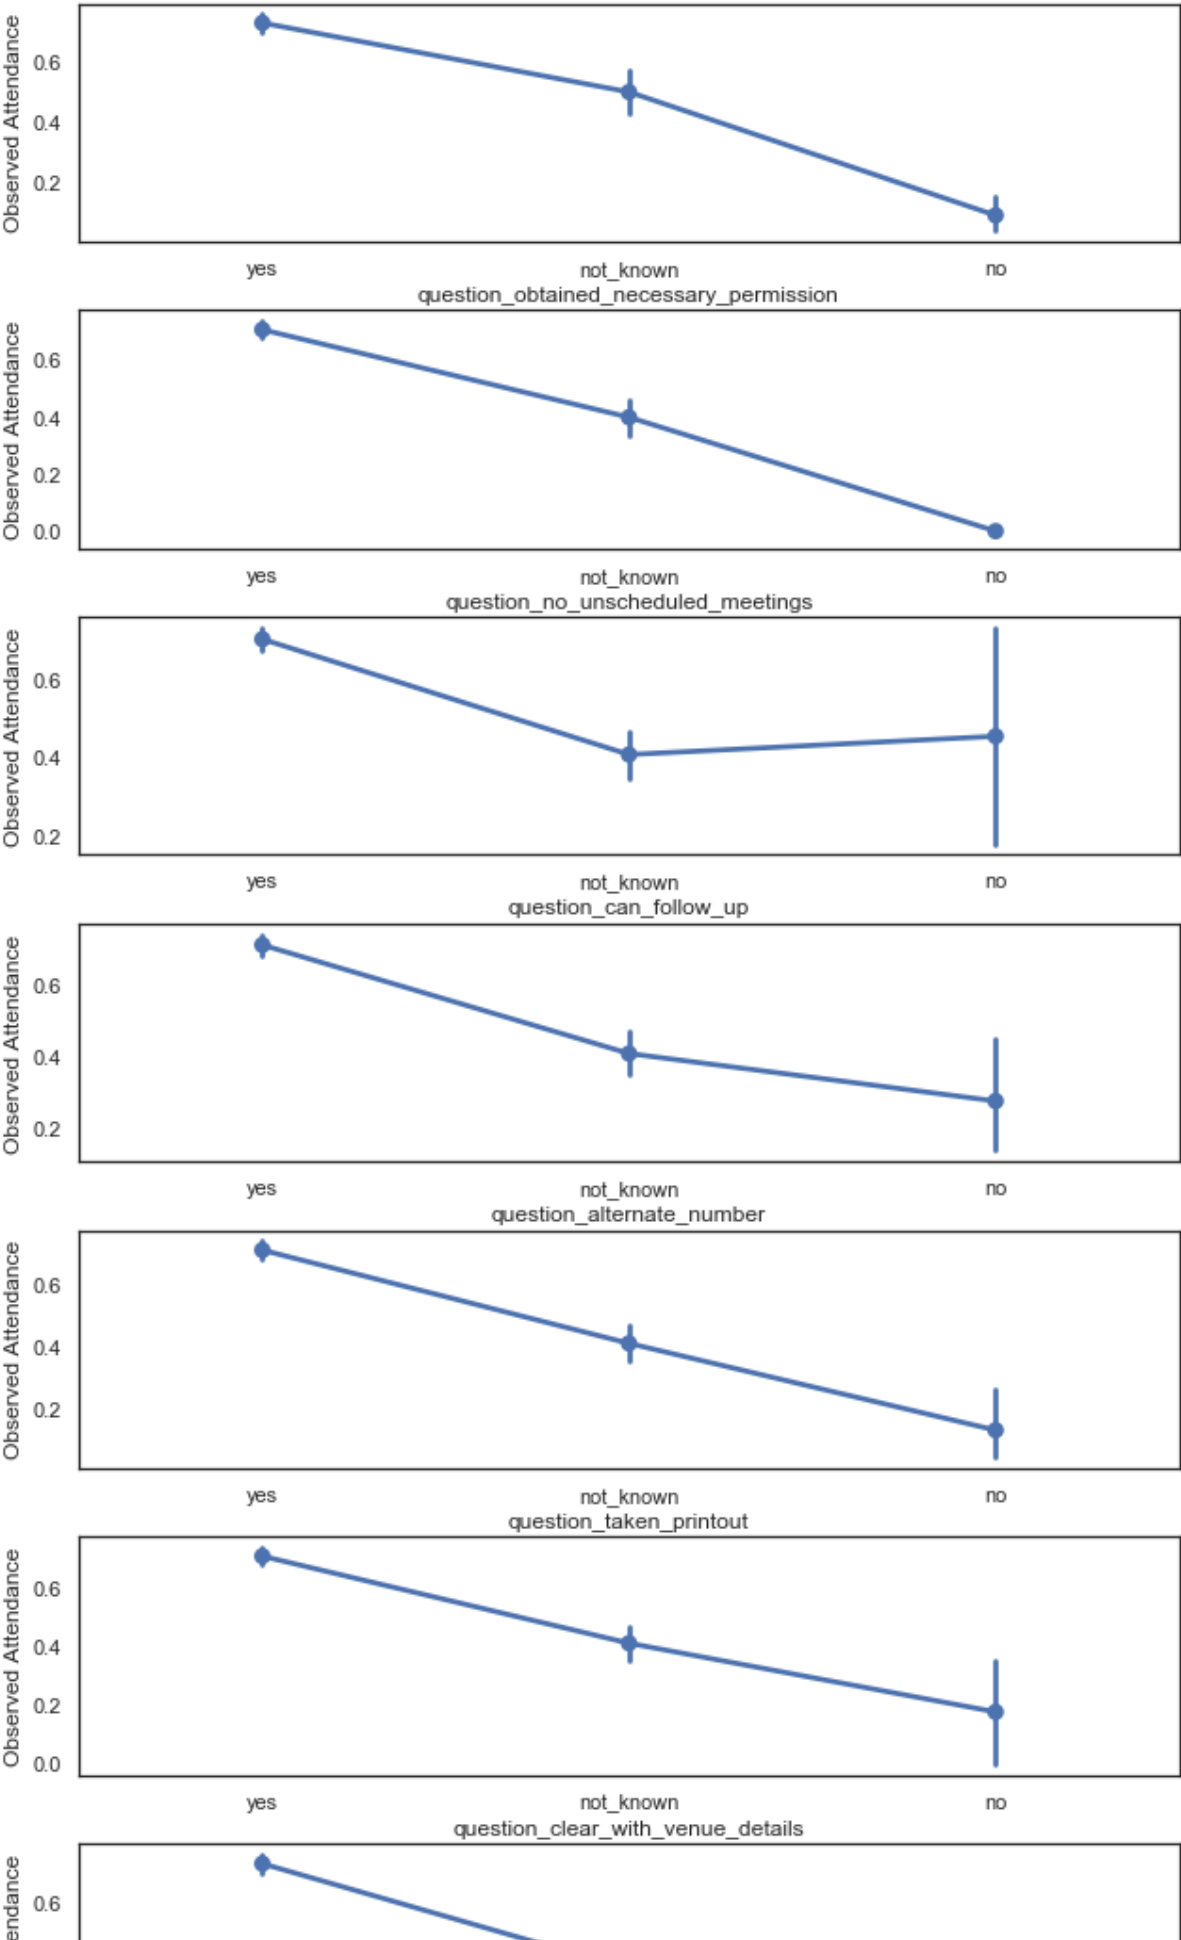 Observed Attendance
0.6
0.4
0.2
yes not_known no
question_obtained_necessary_permission
Observed Attendance
0.6
0.4
0.2
0.0
yes not_known no
question_no_unscheduled_meetings
Observed Attendance
0.6
0.4
0.2
yes not_known no
question_can_follow_up
Observed Attendance
0.6
0.4
0.2
yes not_known no
question_alternate_number
Observed Attendance
0.6
0.4
0.2
yes not_known no
question_taken_printout
Observed Attendance
0.6
0.4
0.2
0.0
yes not_known no
question_clear_with_venue_details
endance
0.6